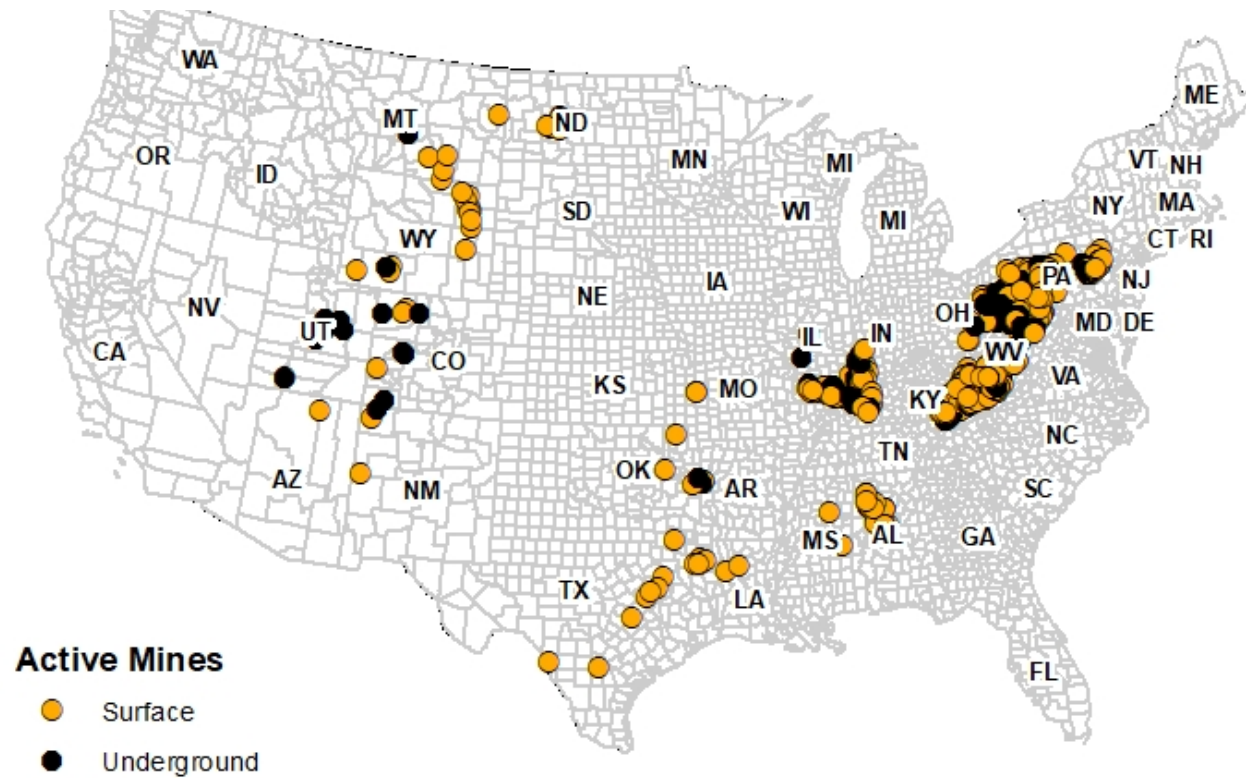 WA
ME
MT
ND
OR
MN
MI
VT
NH
ID
SD
WI
MI
NY
MA
WY
CT
RI
IA
PA
NJ
NV
NE
OH
MD
DE
UT
IL
IN
CA
CO
WV
VA
KS
MO
KY
NC
TN
OK
AZ
NM
AR
SC
MS
AL
GA
TX
LA
FL
Active Mines
Surface
Underground